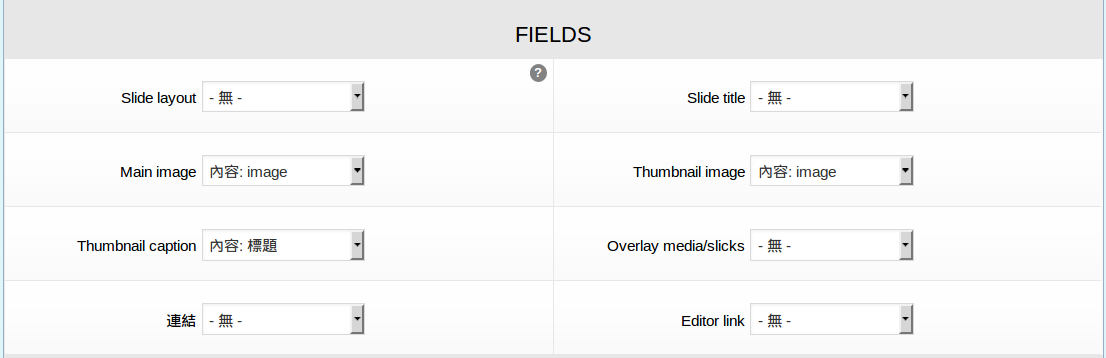 FIELDS
?
Slide layout - 無 - Slide title - 無 -
Main image 內容: image Thumbnail image 內容: image
Thumbnail caption 內容: 標題 Overlay media/slicks - 無 -
連結 - 無 - Editor link - 無 -